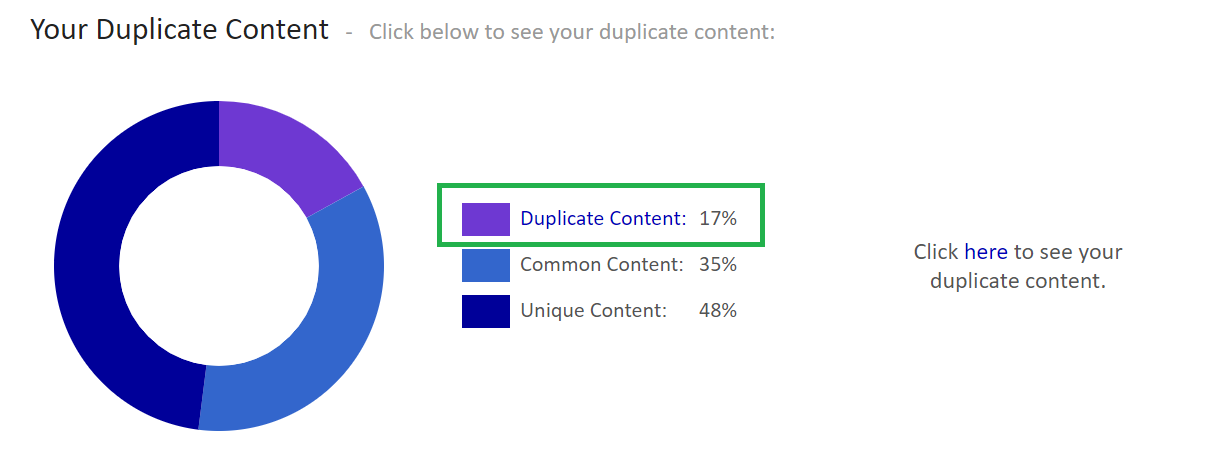 Your Duplicate Content - Click below to see your duplicate content:
Duplicate Content: 17%
Common Content: 35%
Unique Content: 48%
Click here to see your
duplicate content.